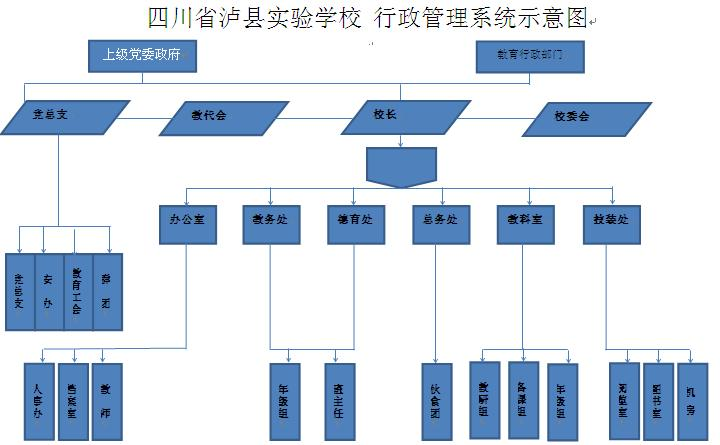 四川省泸县实验学校 行政管理系统示意图
上级党委政府
教育行政部门
党总支
教代会
校长
校委会
办公室
教务处
德育处
总务处
教科室
技装处
党总支
安办
教育工会
人事办
档案室
教师
年级组
班主任
伙食团
教研组
备课组
年级组
阅览室
图书室
机房